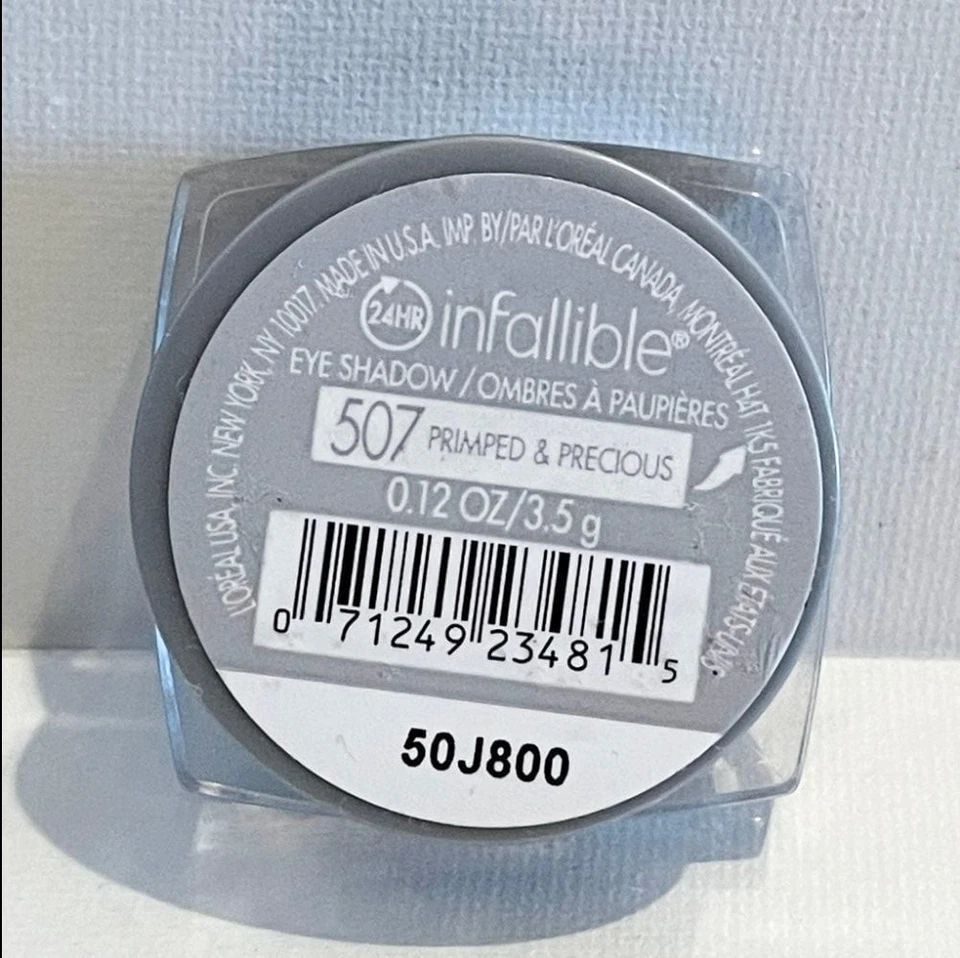 L'ORÉAL USA, INC. NEW YORK, NY 10017. MADE IN U.S.A. IMP. BY/PAR L'ORÉAL CANADA, MONTRÉAL H4T 1K5 FABRIQUÉ AUX ÉTATS-UNIS.
24HR infallible®
EYE SHADOW / OMBRES À PAUPIÈRES
507 PRIMPED & PRECIOUS
0.12 OZ/3.5 g
0 71249 23481 5
50J800